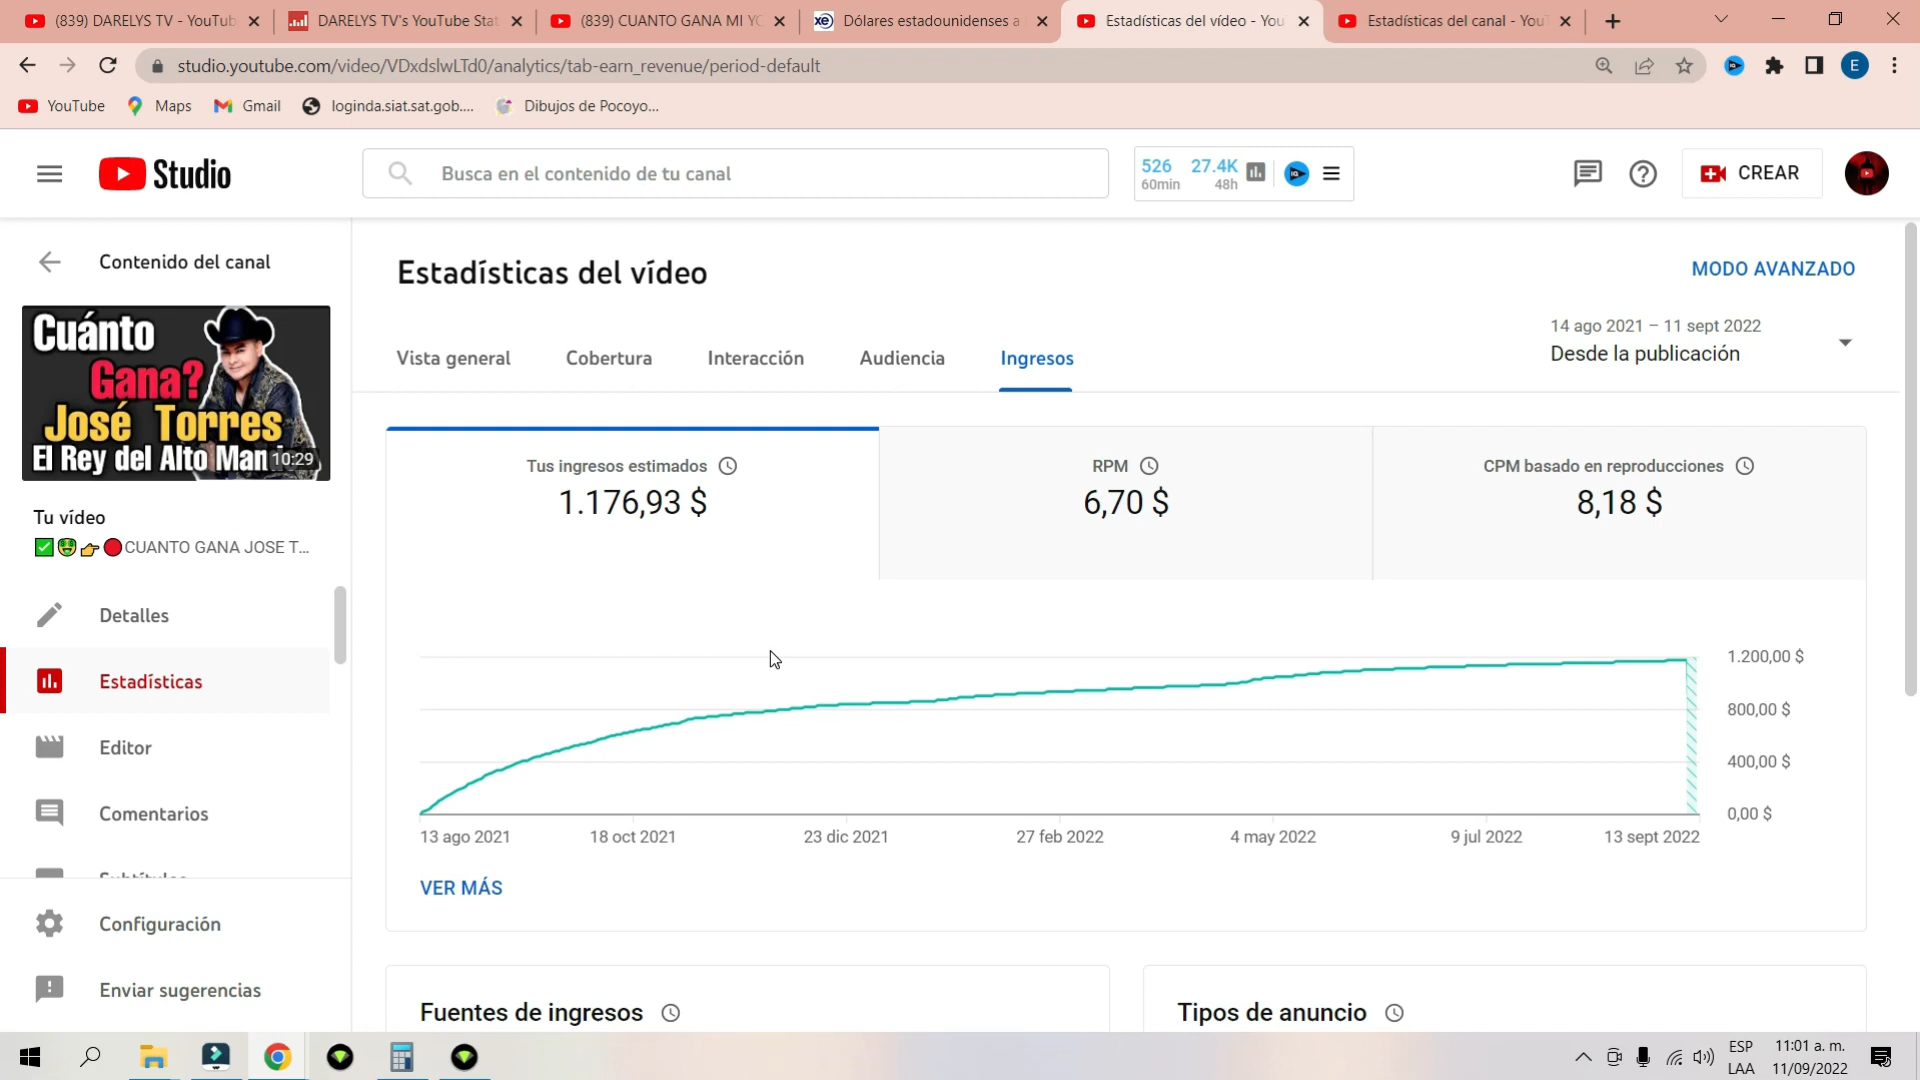 (839) DARELYS TV - YouTub
DARELYS TV's YouTube Stat
(839) CUANTO GANA MI YO
Dólares estadounidenses a
Estadísticas del vídeo - You
Estadísticas del canal - YouT
studio.youtube.com/video/VDxdslwLTd0/analytics/tab-earn_revenue/period-default
E
YouTube
Maps
Gmail
loginda.siat.sat.gob....
Dibujos de Pocoyo...
Studio
Busca en el contenido de tu canal
526
60min
27.4K
48h
CREAR
Contenido del canal
Cuánto
Gana?
José Torres
El Rey del Alto Man
10:29
Tu vídeo
CUANTO GANA JOSE T...
Detalles
Estadísticas
Editor
Comentarios
Subtítulos
Configuración
Enviar sugerencias
Estadísticas del vídeo
MODO AVANZADO
Vista general
Cobertura
Interacción
Audiencia
Ingresos
14 ago 2021 – 11 sept 2022
Desde la publicación
Tus ingresos estimados
1.176,93 $
RPM
6,70 $
CPM basado en reproducciones
8,18 $
1.200,00 $
800,00 $
400,00 $
0,00 $
13 ago 2021
18 oct 2021
23 dic 2021
27 feb 2022
4 may 2022
9 jul 2022
13 sept 2022
VER MÁS
Fuentes de ingresos
Tipos de anuncio
ESP
LAA
11:01 a. m.
11/09/2022